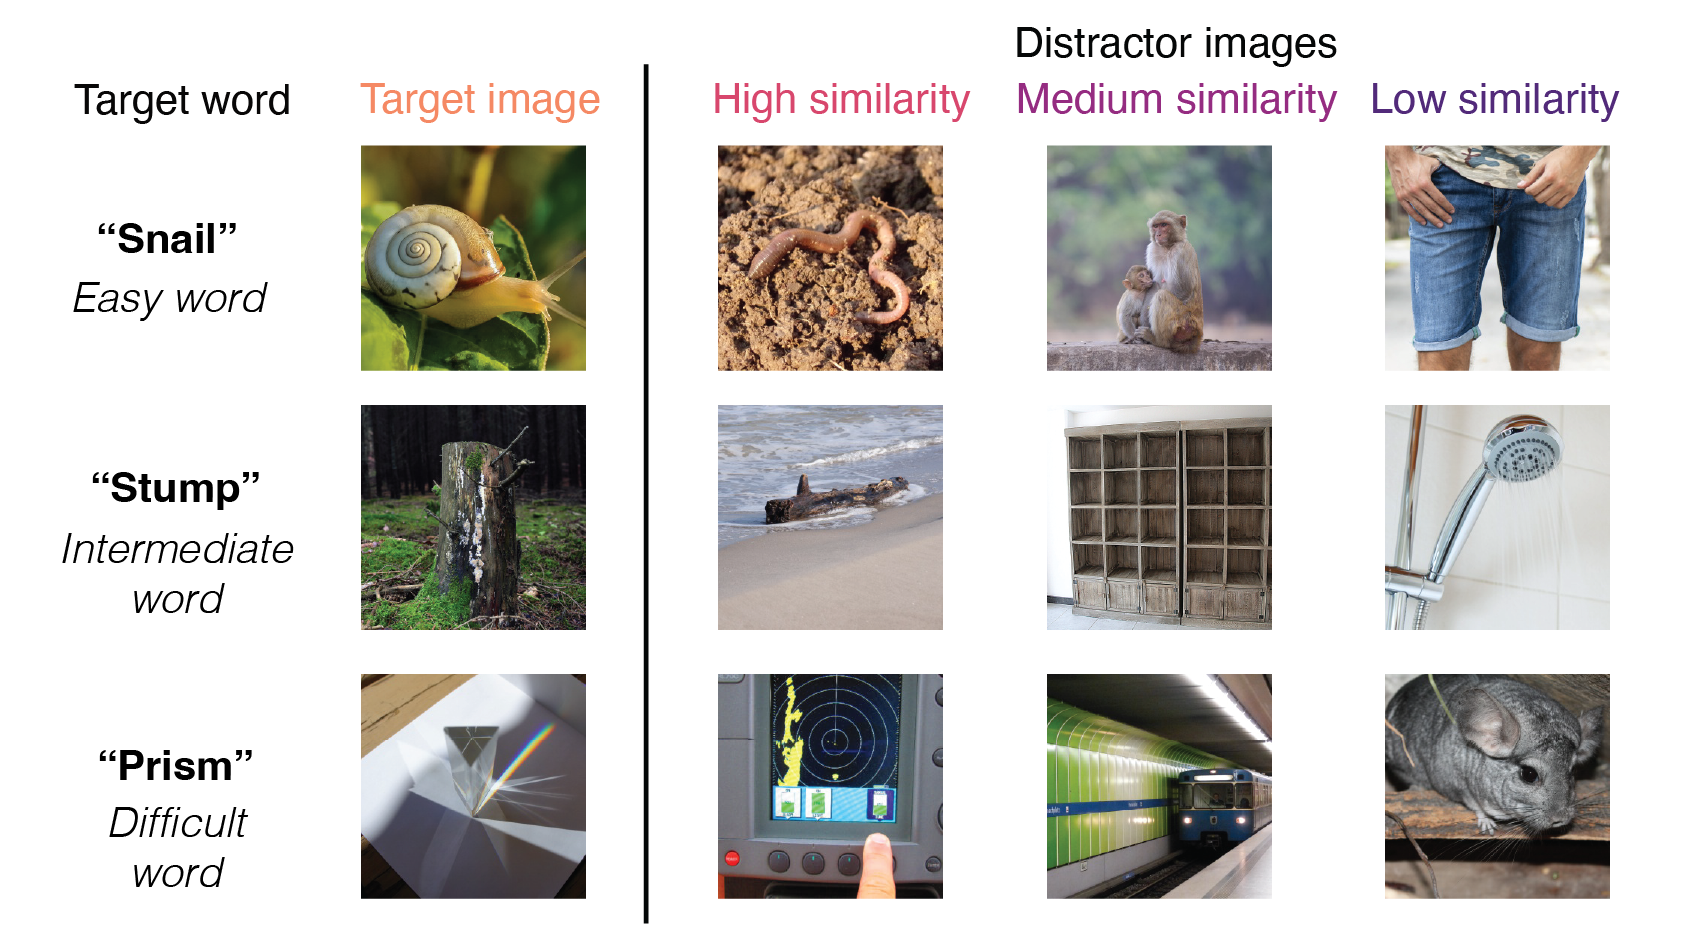 Distractor images
Target word
Target image
High similarity
Medium similarity
Low similarity
“Snail”
Easy word
“Stump”
Intermediate
word
“Prism”
Difficult
word